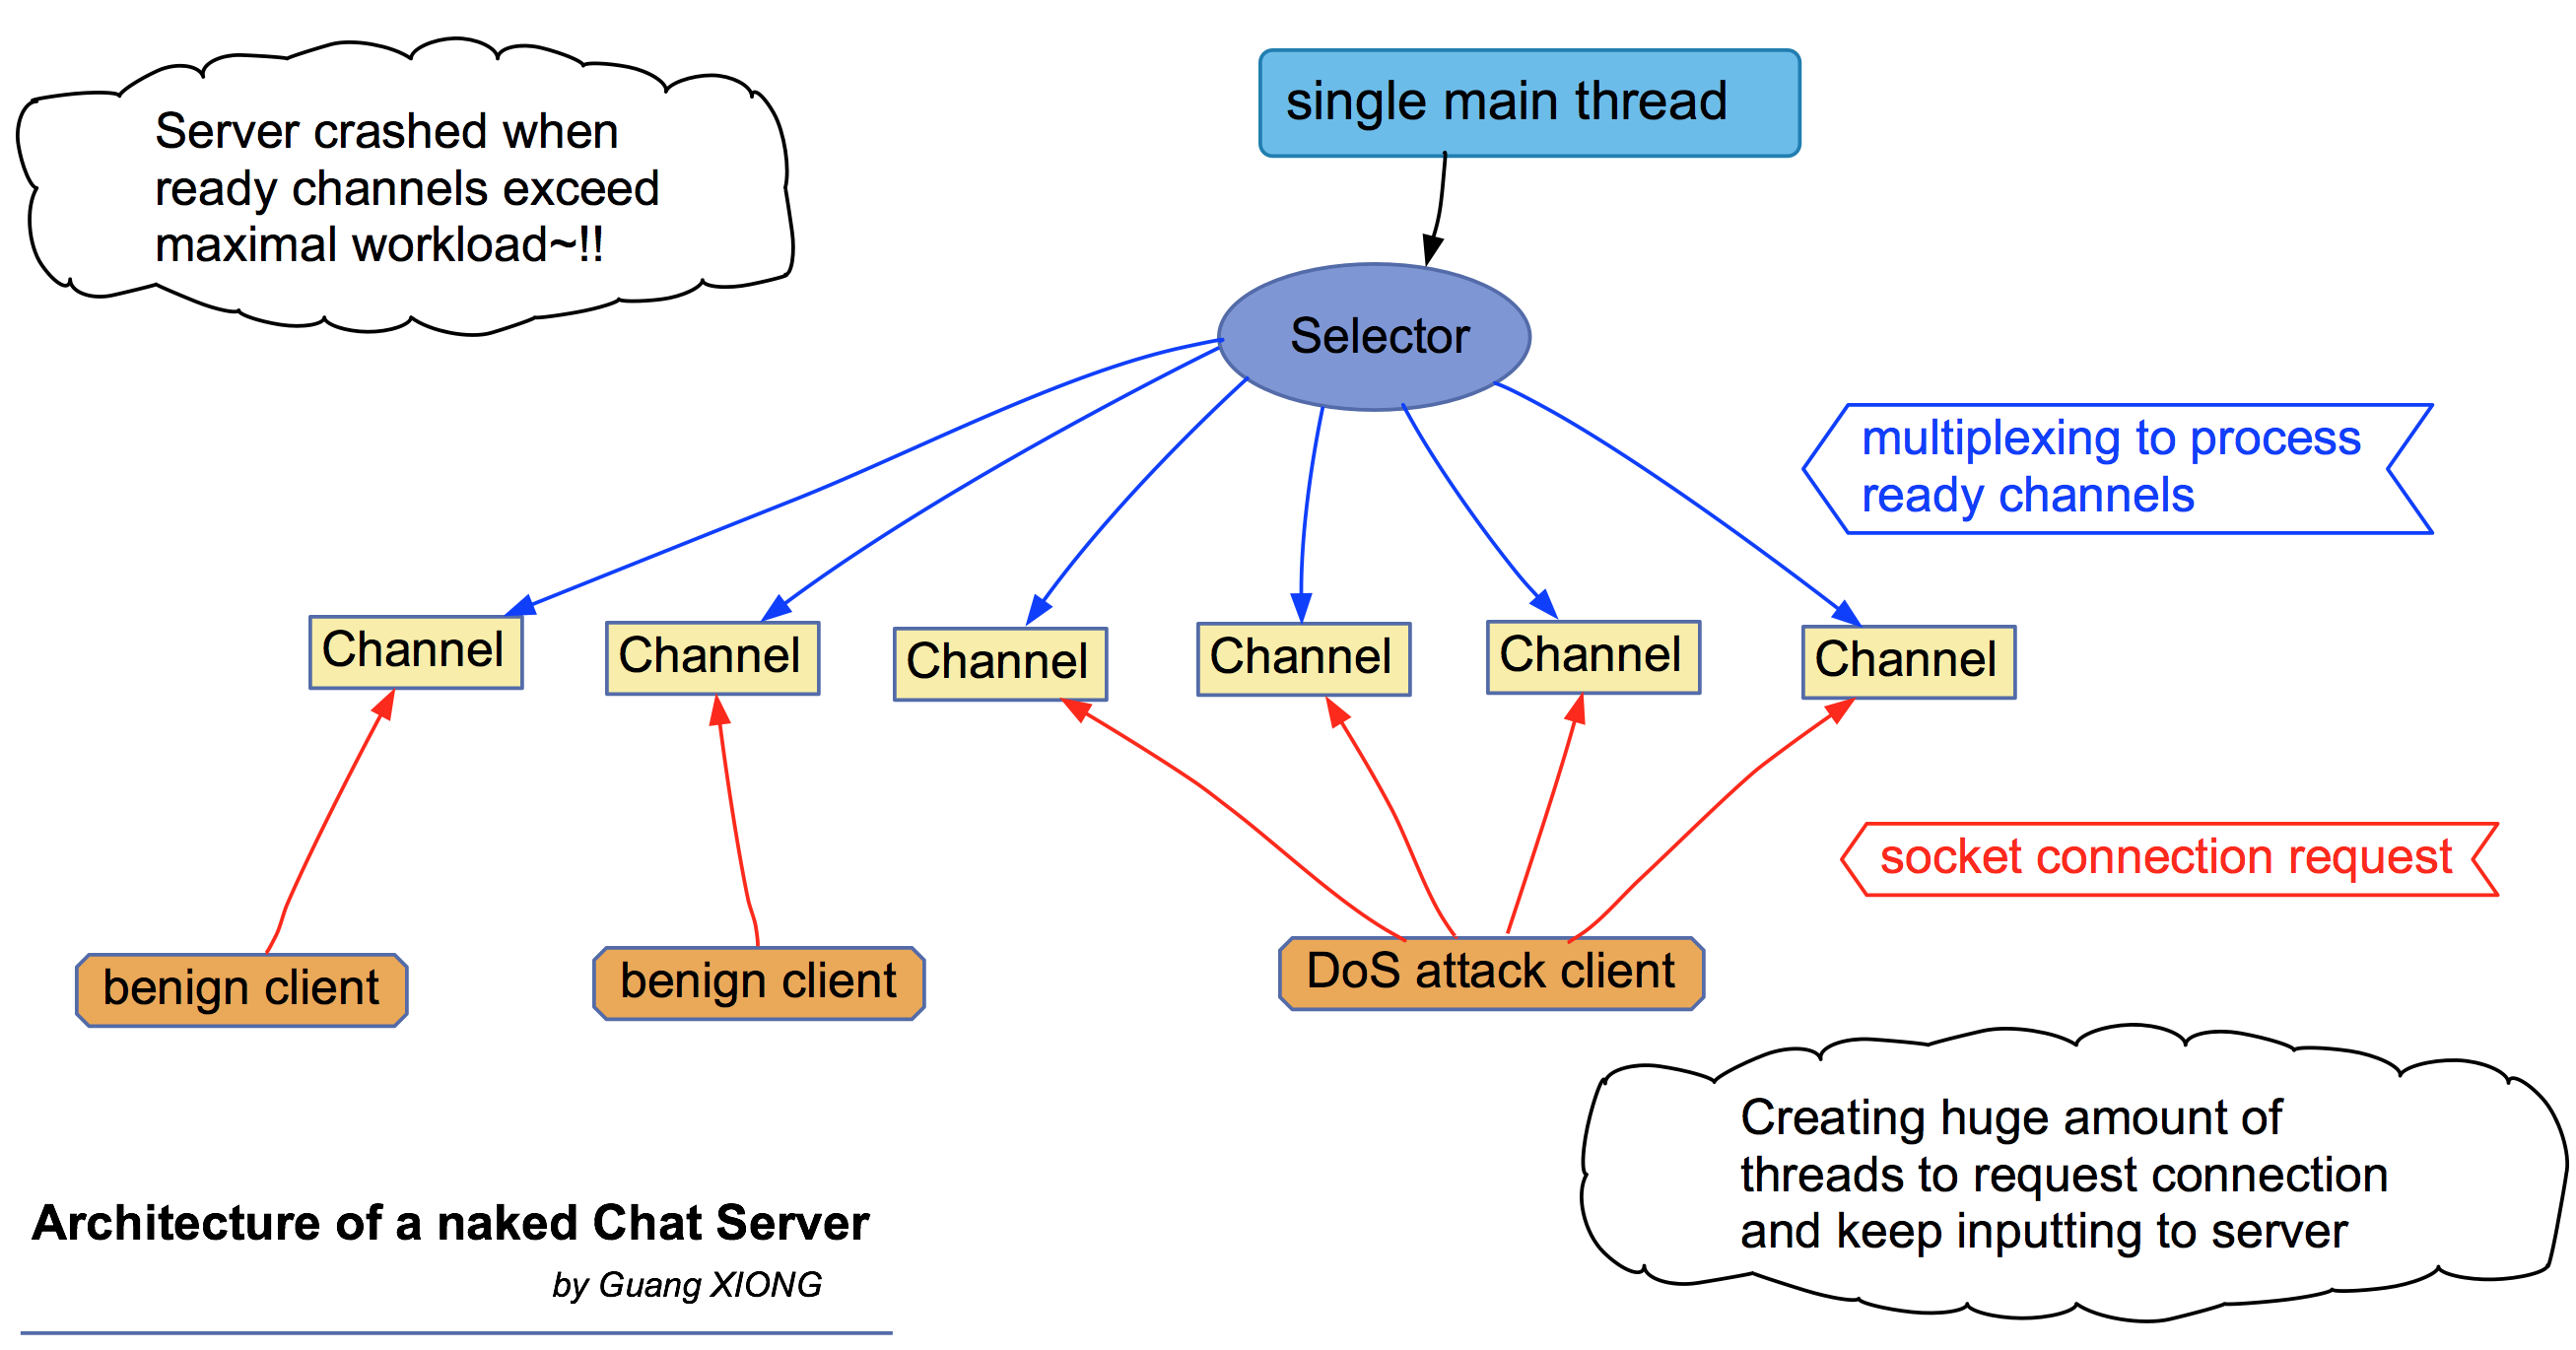 Server crashed when
ready channels exceed
maximal workload~!!
single main thread
Selector
multiplexing to process
ready channels
Channel
Channel
Channel
Channel
Channel
Channel
socket connection request
benign client
benign client
DoS attack client
Creating huge amount of
threads to request connection
and keep inputting to server
Architecture of a naked Chat Server
by Guang XIONG